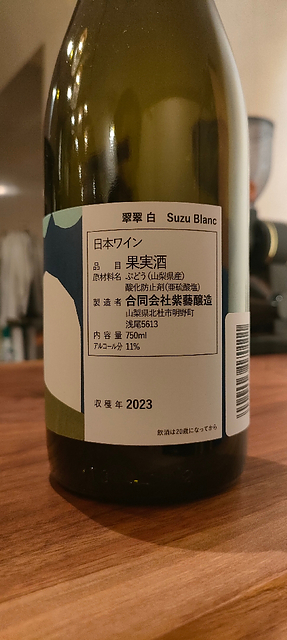 翠翠 白 Suzu Blanc
日本ワイン
品目 果実酒
原材料名 ぶどう(山梨県産)
酸化防止剤(亜硫酸塩)
製造者 合同会社紫藝醸造
山梨県北杜市明野町
浅尾5613
内容量 750ml
アルコール分 11%
収穫年 2023
飲酒は20歳になってから